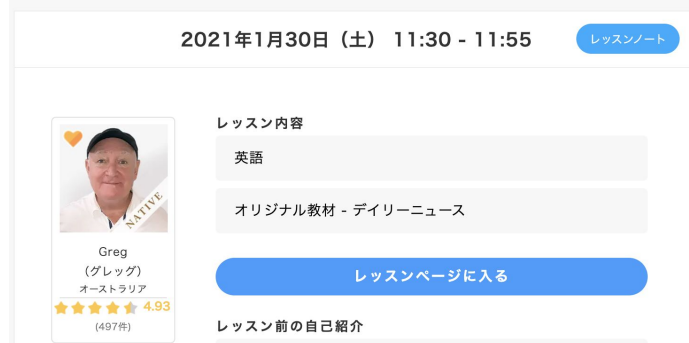 2021年1月30日（土） 11:30 - 11:55
レッスンノート
レッスン内容
英語
オリジナル教材 - デイリーニュース
NATIVE
Greg
(グレッグ)
オーストラリア
4.93
(497件)
レッスンページに入る
レッスン前の自己紹介